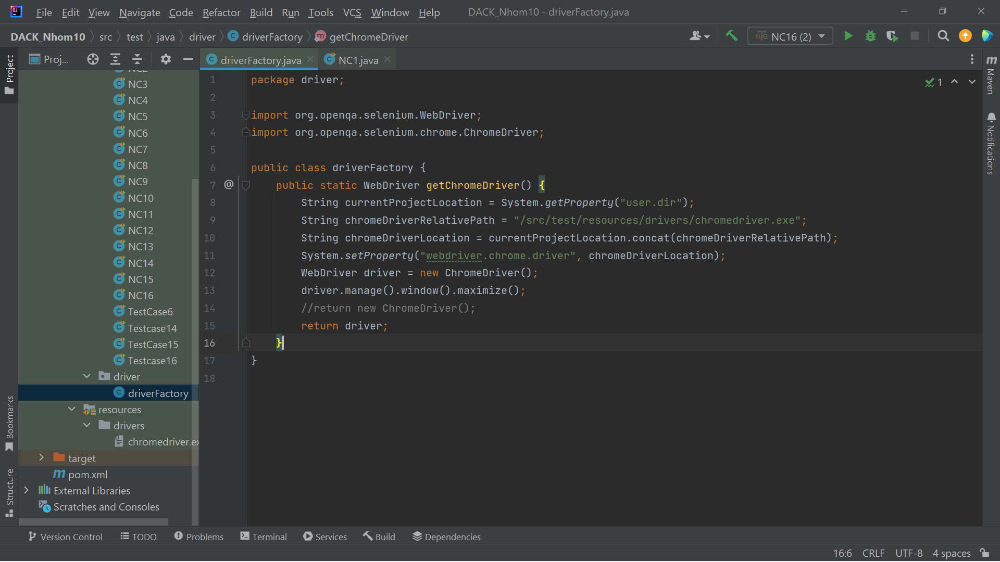 File Edit View Navigate Code Refactor Build Run Tools VCS Window Help DACK_Nhom10 - driverFactory.java
DACK_Nhom10 src test java driver driverFactory getChromeDriver NC16 (2)
Project
Proj...
driverFactory.java
NC1.java
NC2
NC3
NC4
NC5
NC6
NC7
NC8
NC9
NC10
NC11
NC12
NC13
NC14
NC15
NC16
TestCase6
Testcase14
TestCase15
Testcase16
driver
driverFactory
resources
drivers
chromedriver.ex
target
pom.xml
External Libraries
Scratches and Consoles
Bookmarks
Structure
1 package driver;
2
3 import org.openqa.selenium.WebDriver;
4 import org.openqa.selenium.chrome.ChromeDriver;
5
6 public class driverFactory {
7 @ public static WebDriver getChromeDriver() {
8 String currentProjectLocation = System.getProperty("user.dir");
9 String chromeDriverRelativePath = "/src/test/resources/drivers/chromedriver.exe";
10 String chromeDriverLocation = currentProjectLocation.concat(chromeDriverRelativePath);
11 System.setProperty("webdriver.chrome.driver", chromeDriverLocation);
12 WebDriver driver = new ChromeDriver();
13 driver.manage().window().maximize();
14 //return new ChromeDriver();
15 return driver;
16 }
17 }
18
1
Maven
Notifications
Version Control TODO Problems Terminal Services Build Dependencies
16:6 CRLF UTF-8 4 spaces